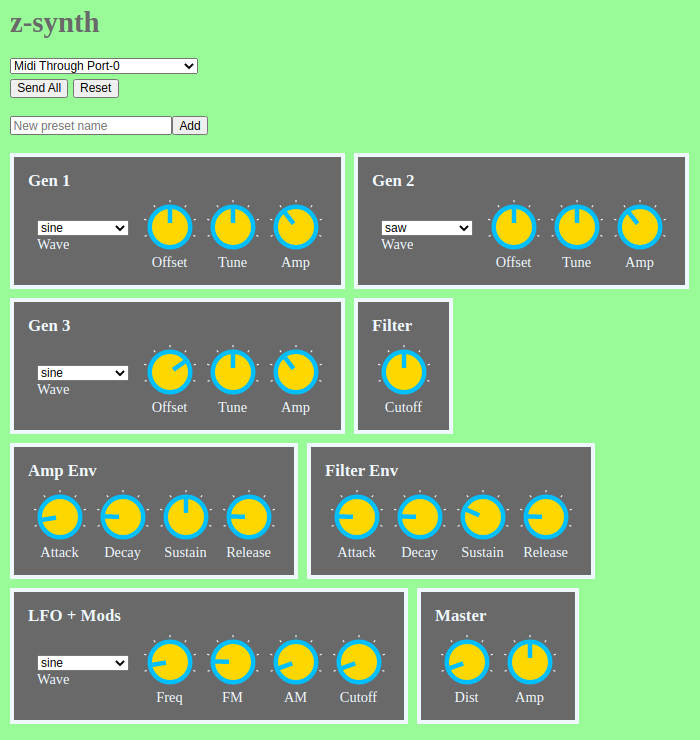 z-synth
Midi Through Port-0
Send All Reset
New preset name Add
Gen 1
sine
Wave
Offset Tune Amp
Gen 2
saw
Wave
Offset Tune Amp
Gen 3
sine
Wave
Offset Tune Amp
Filter
Cutoff
Amp Env
Attack Decay Sustain Release
Filter Env
Attack Decay Sustain Release
LFO + Mods
sine
Wave
Freq FM AM Cutoff
Master
Dist Amp